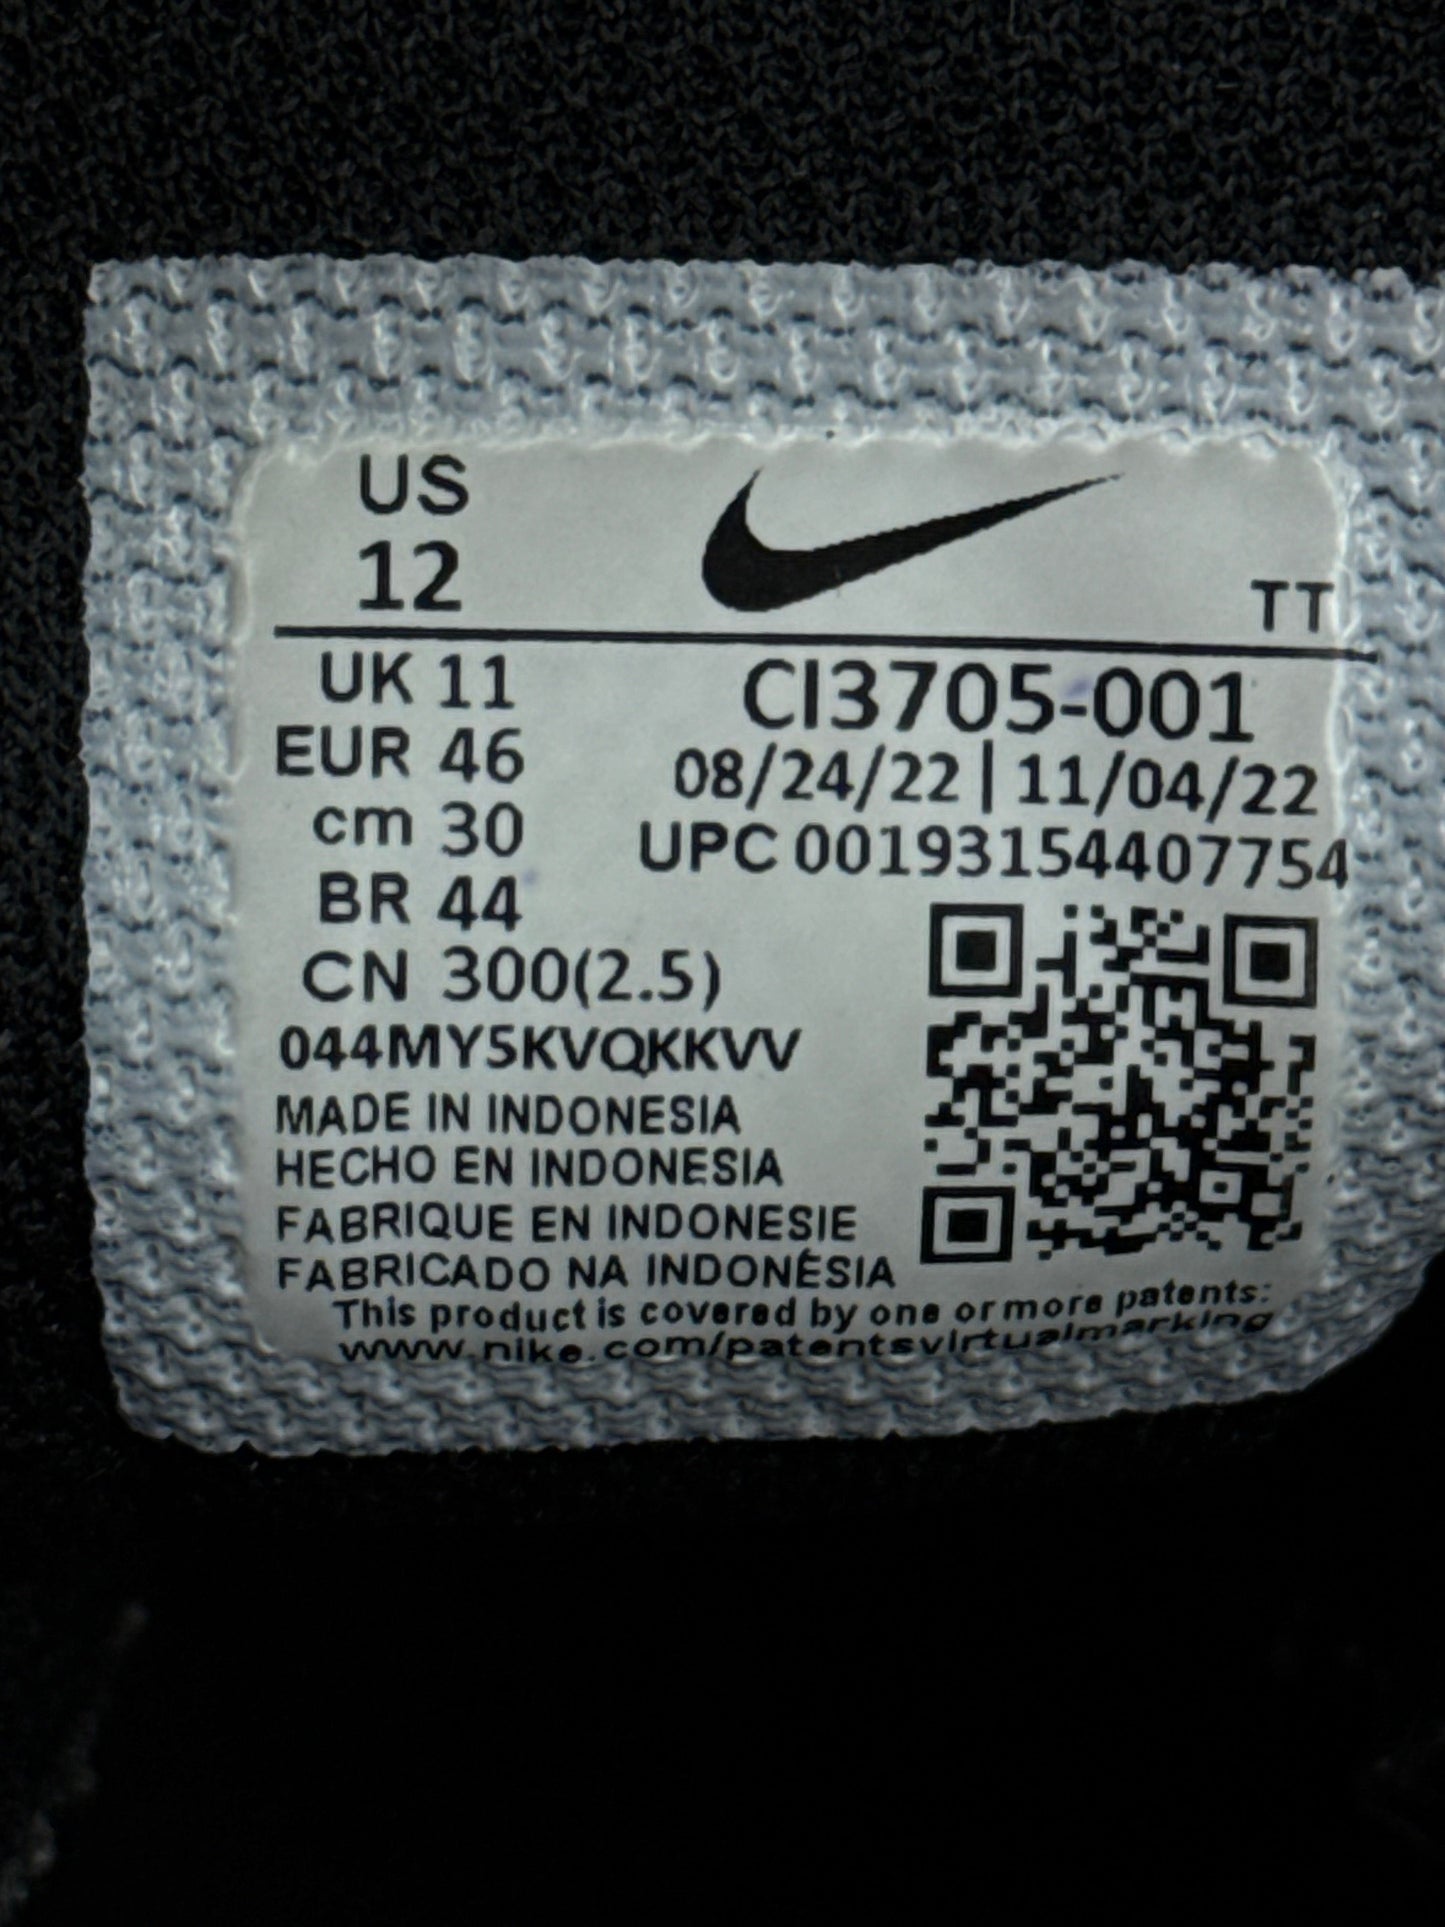 US
12
TT
UK 11
EUR 46
cm 30
BR 44
CN 300(2.5)
CI3705-001
08/24/22 | 11/04/22
UPC 00193154407754
044MY5KVQKKVV
MADE IN INDONESIA
HECHO EN INDONESIA
FABRIQUE EN INDONESIE
FABRICADO NA INDONÉSIA
This product is covered by one or more patents:
www.nike.com/patentsvirtualmarking